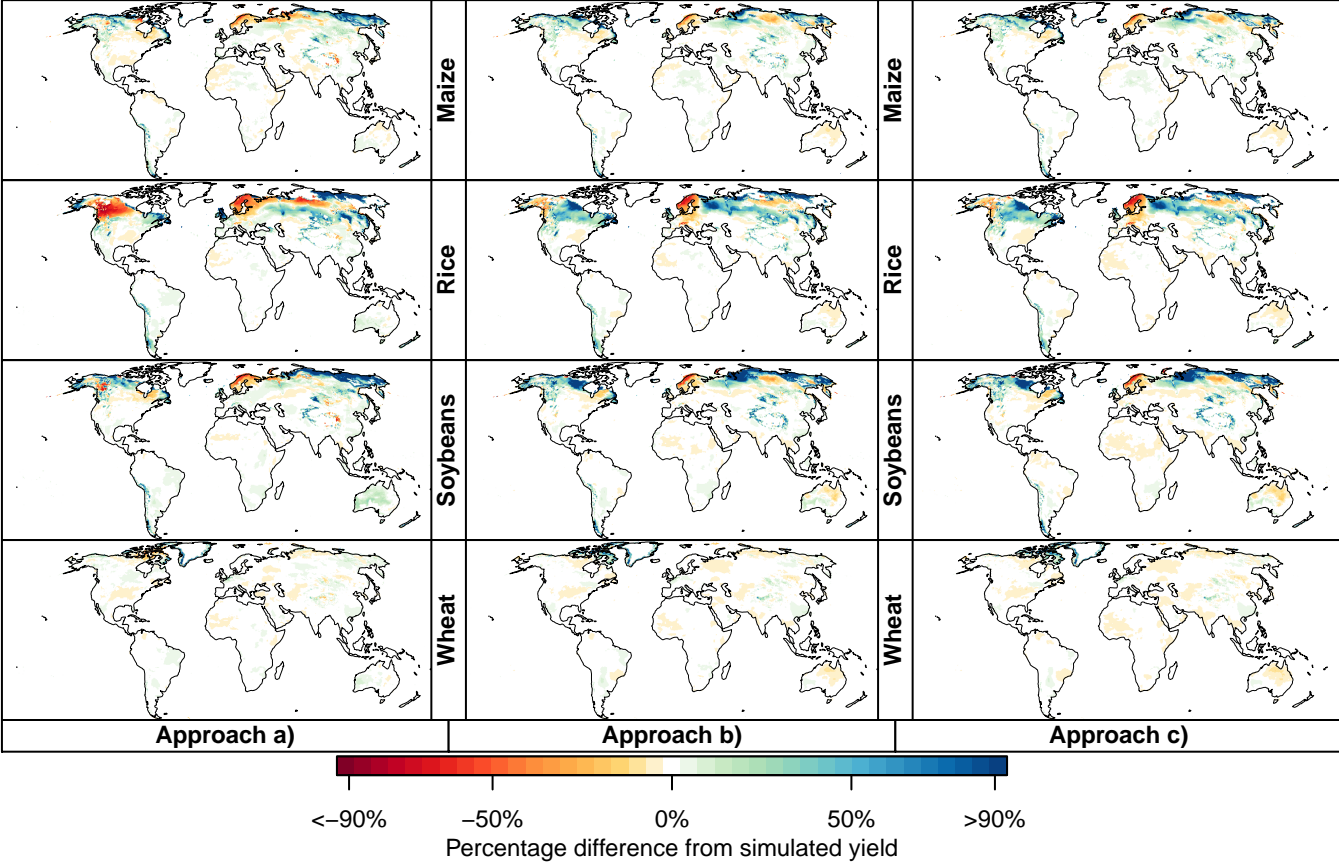 Maize
Maize
Rice
Rice
Soybeans
Soybeans
Wheat
Wheat
Approach a)
Approach b)
Approach c)
<−90%
−50%
0%
50%
>90%
Percentage difference from simulated yield